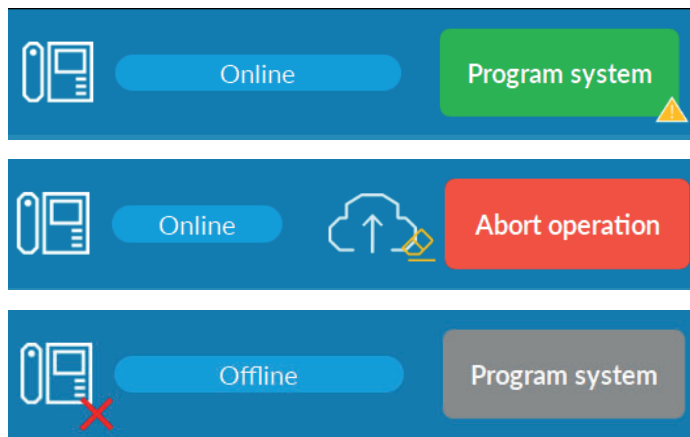 Online Program system
Online Abort operation
Offline Program system